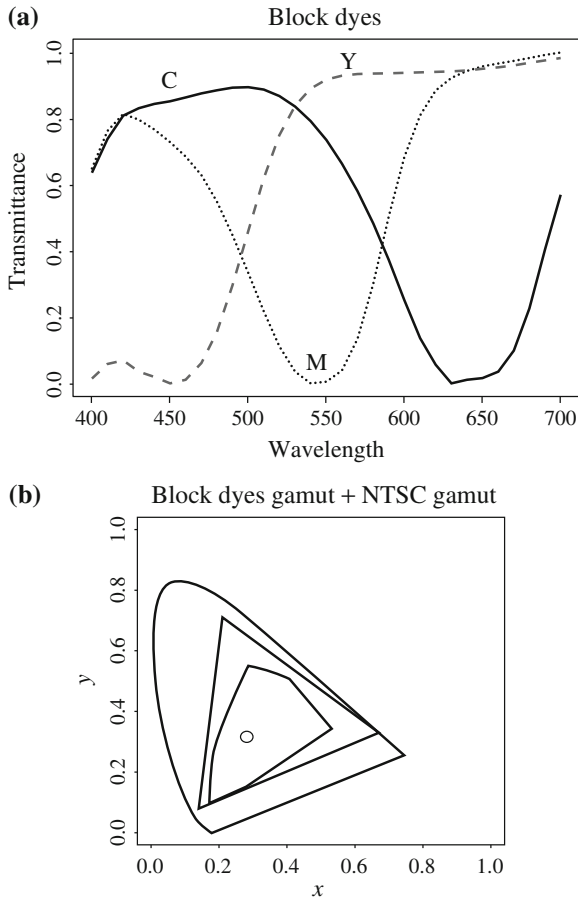 (a)
Block dyes
Transmittance
1.0
0.8
0.6
0.4
0.2
0.0
C
Y
M
400 450 500 550 600 650 700
Wavelength
(b)
Block dyes gamut + NTSC gamut
y
1.0
0.8
0.6
0.4
0.2
0.0
0.0 0.2 0.4 0.6 0.8 1.0
x